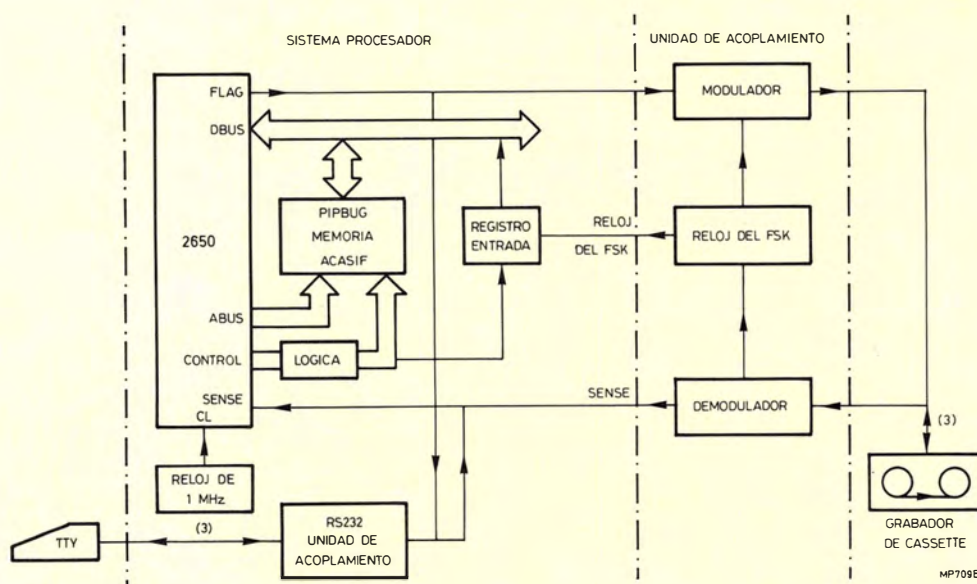 SISTEMA PROCESADOR
UNIDAD DE ACOPLAMIENTO
FLAG
DBUS
MODULADOR
2650
PIPBUG
MEMORIA
ACASIF
REGISTRO
ENTRADA
RELOJ
DEL FSK
RELOJ DEL FSK
ABUS
CONTROL
LOGICA
SENSE
CL
SENSE
DEMODULADOR
(3)
RELOJ DE
1 MHz
(3)
TTY
RS232
UNIDAD DE
ACOPLAMIENTO
GRABADOR
DE CASSETTE
MP709E